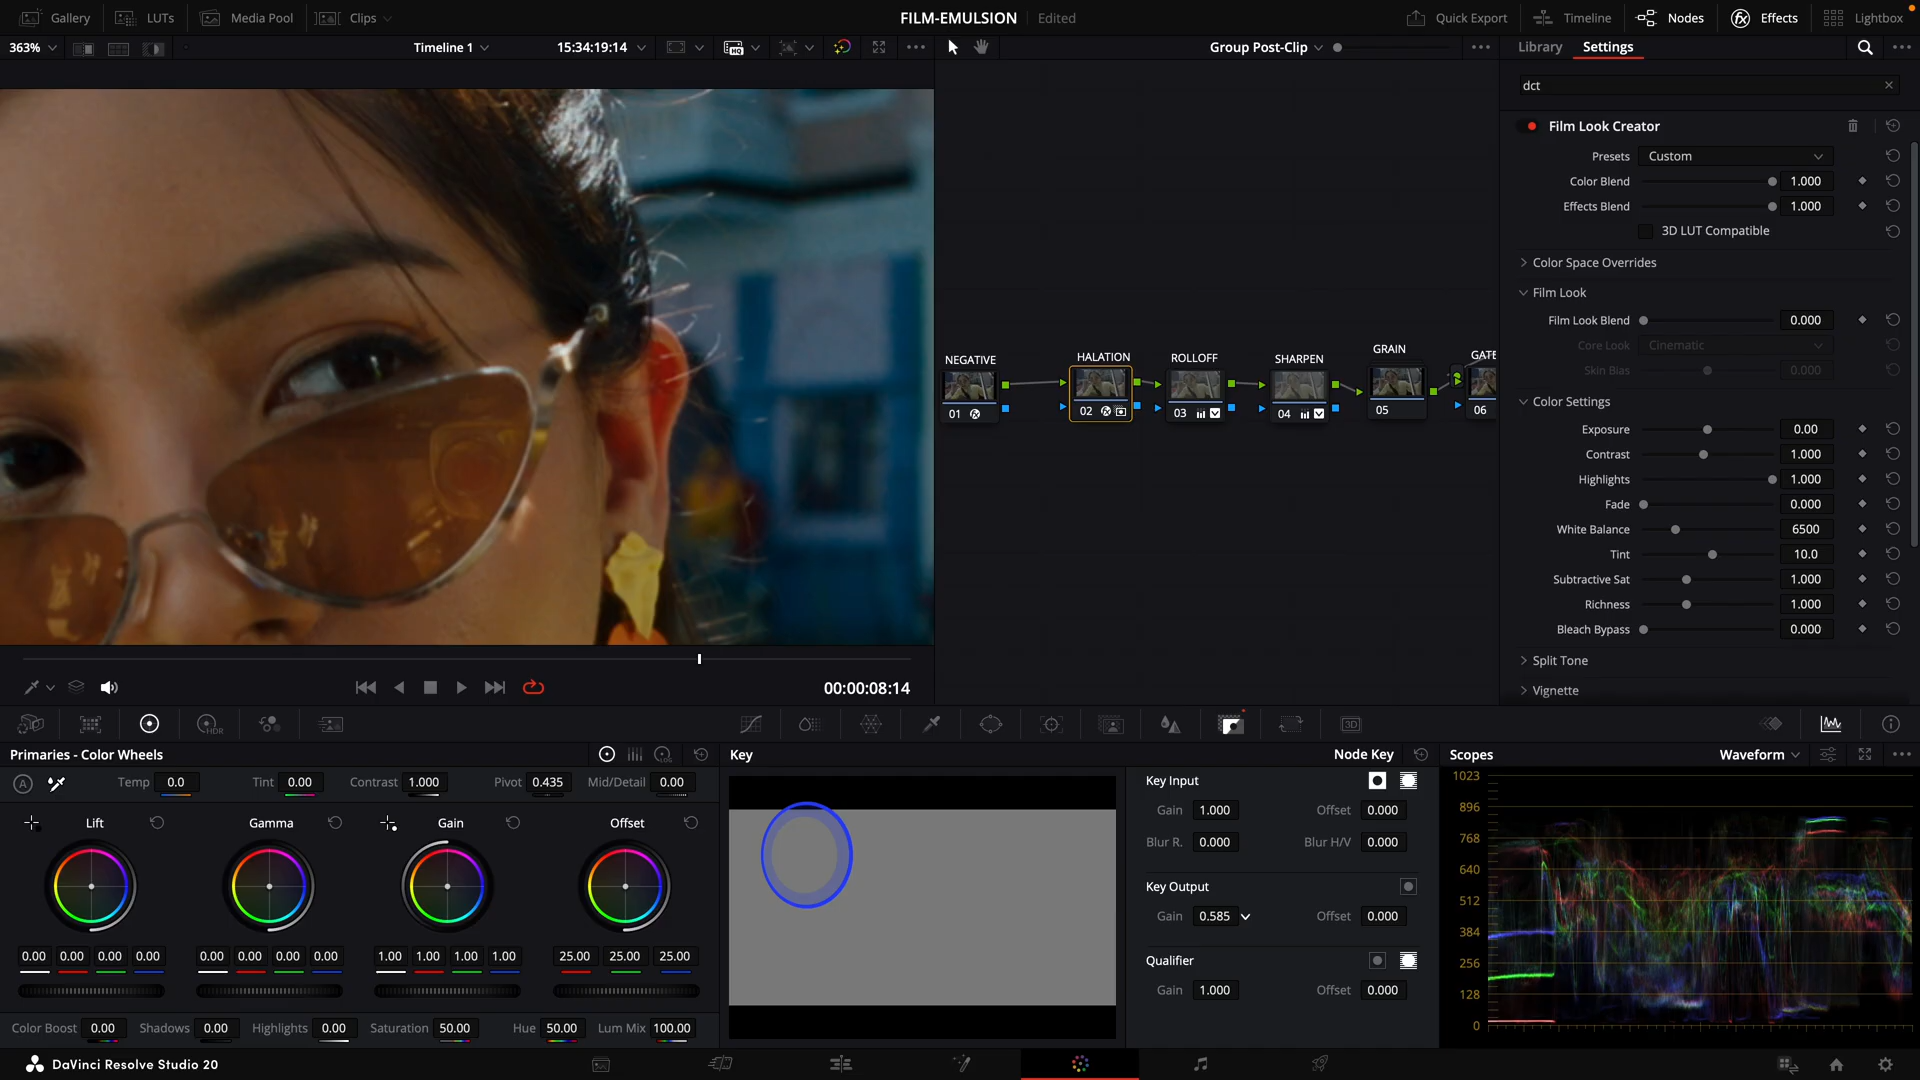 Gallery LUTs Media Pool Clips FILM-EMULSION Edited Quick Export Timeline Nodes Effects Lightbox
363% Timeline 1 15:34:19:14 Group Post-Clip Library Settings
dct
Film Look Creator
Presets Custom
Color Blend 1.000
Effects Blend 1.000
3D LUT Compatible
Color Space Overrides
Film Look
Film Look Blend 0.000
Core Look Cinematic
Skin Bias 0.000
Color Settings
Exposure 0.00
Contrast 1.000
Highlights 1.000
Fade 0.000
White Balance 6500
Tint 10.0
Subtractive Sat 1.000
Richness 1.000
Bleach Bypass 0.000
Split Tone
Vignette
NEGATIVE HALATION ROLLOFF SHARPEN GRAIN GATE
01 02 03 04 05 06
00:00:08:14
HDR 3D
Primaries - Color Wheels LOG
A Temp 0.0 Tint 0.00 Contrast 1.000 Pivot 0.435 Mid/Detail 0.00
Lift Gamma Gain Offset
0.00 0.00 0.00 0.00 0.00 0.00 0.00 0.00 1.00 1.00 1.00 1.00 25.00 25.00 25.00
Color Boost 0.00 Shadows 0.00 Highlights 0.00 Saturation 50.00 Hue 50.00 Lum Mix 100.00
Key Node Key
Key Input
Gain 1.000 Offset 0.000
Blur R. 0.000 Blur H/V 0.000
Key Output
Gain 0.585 Offset 0.000
Qualifier
Gain 1.000 Offset 0.000
Scopes Waveform
1023
896
768
640
512
384
256
128
0
DaVinci Resolve Studio 20